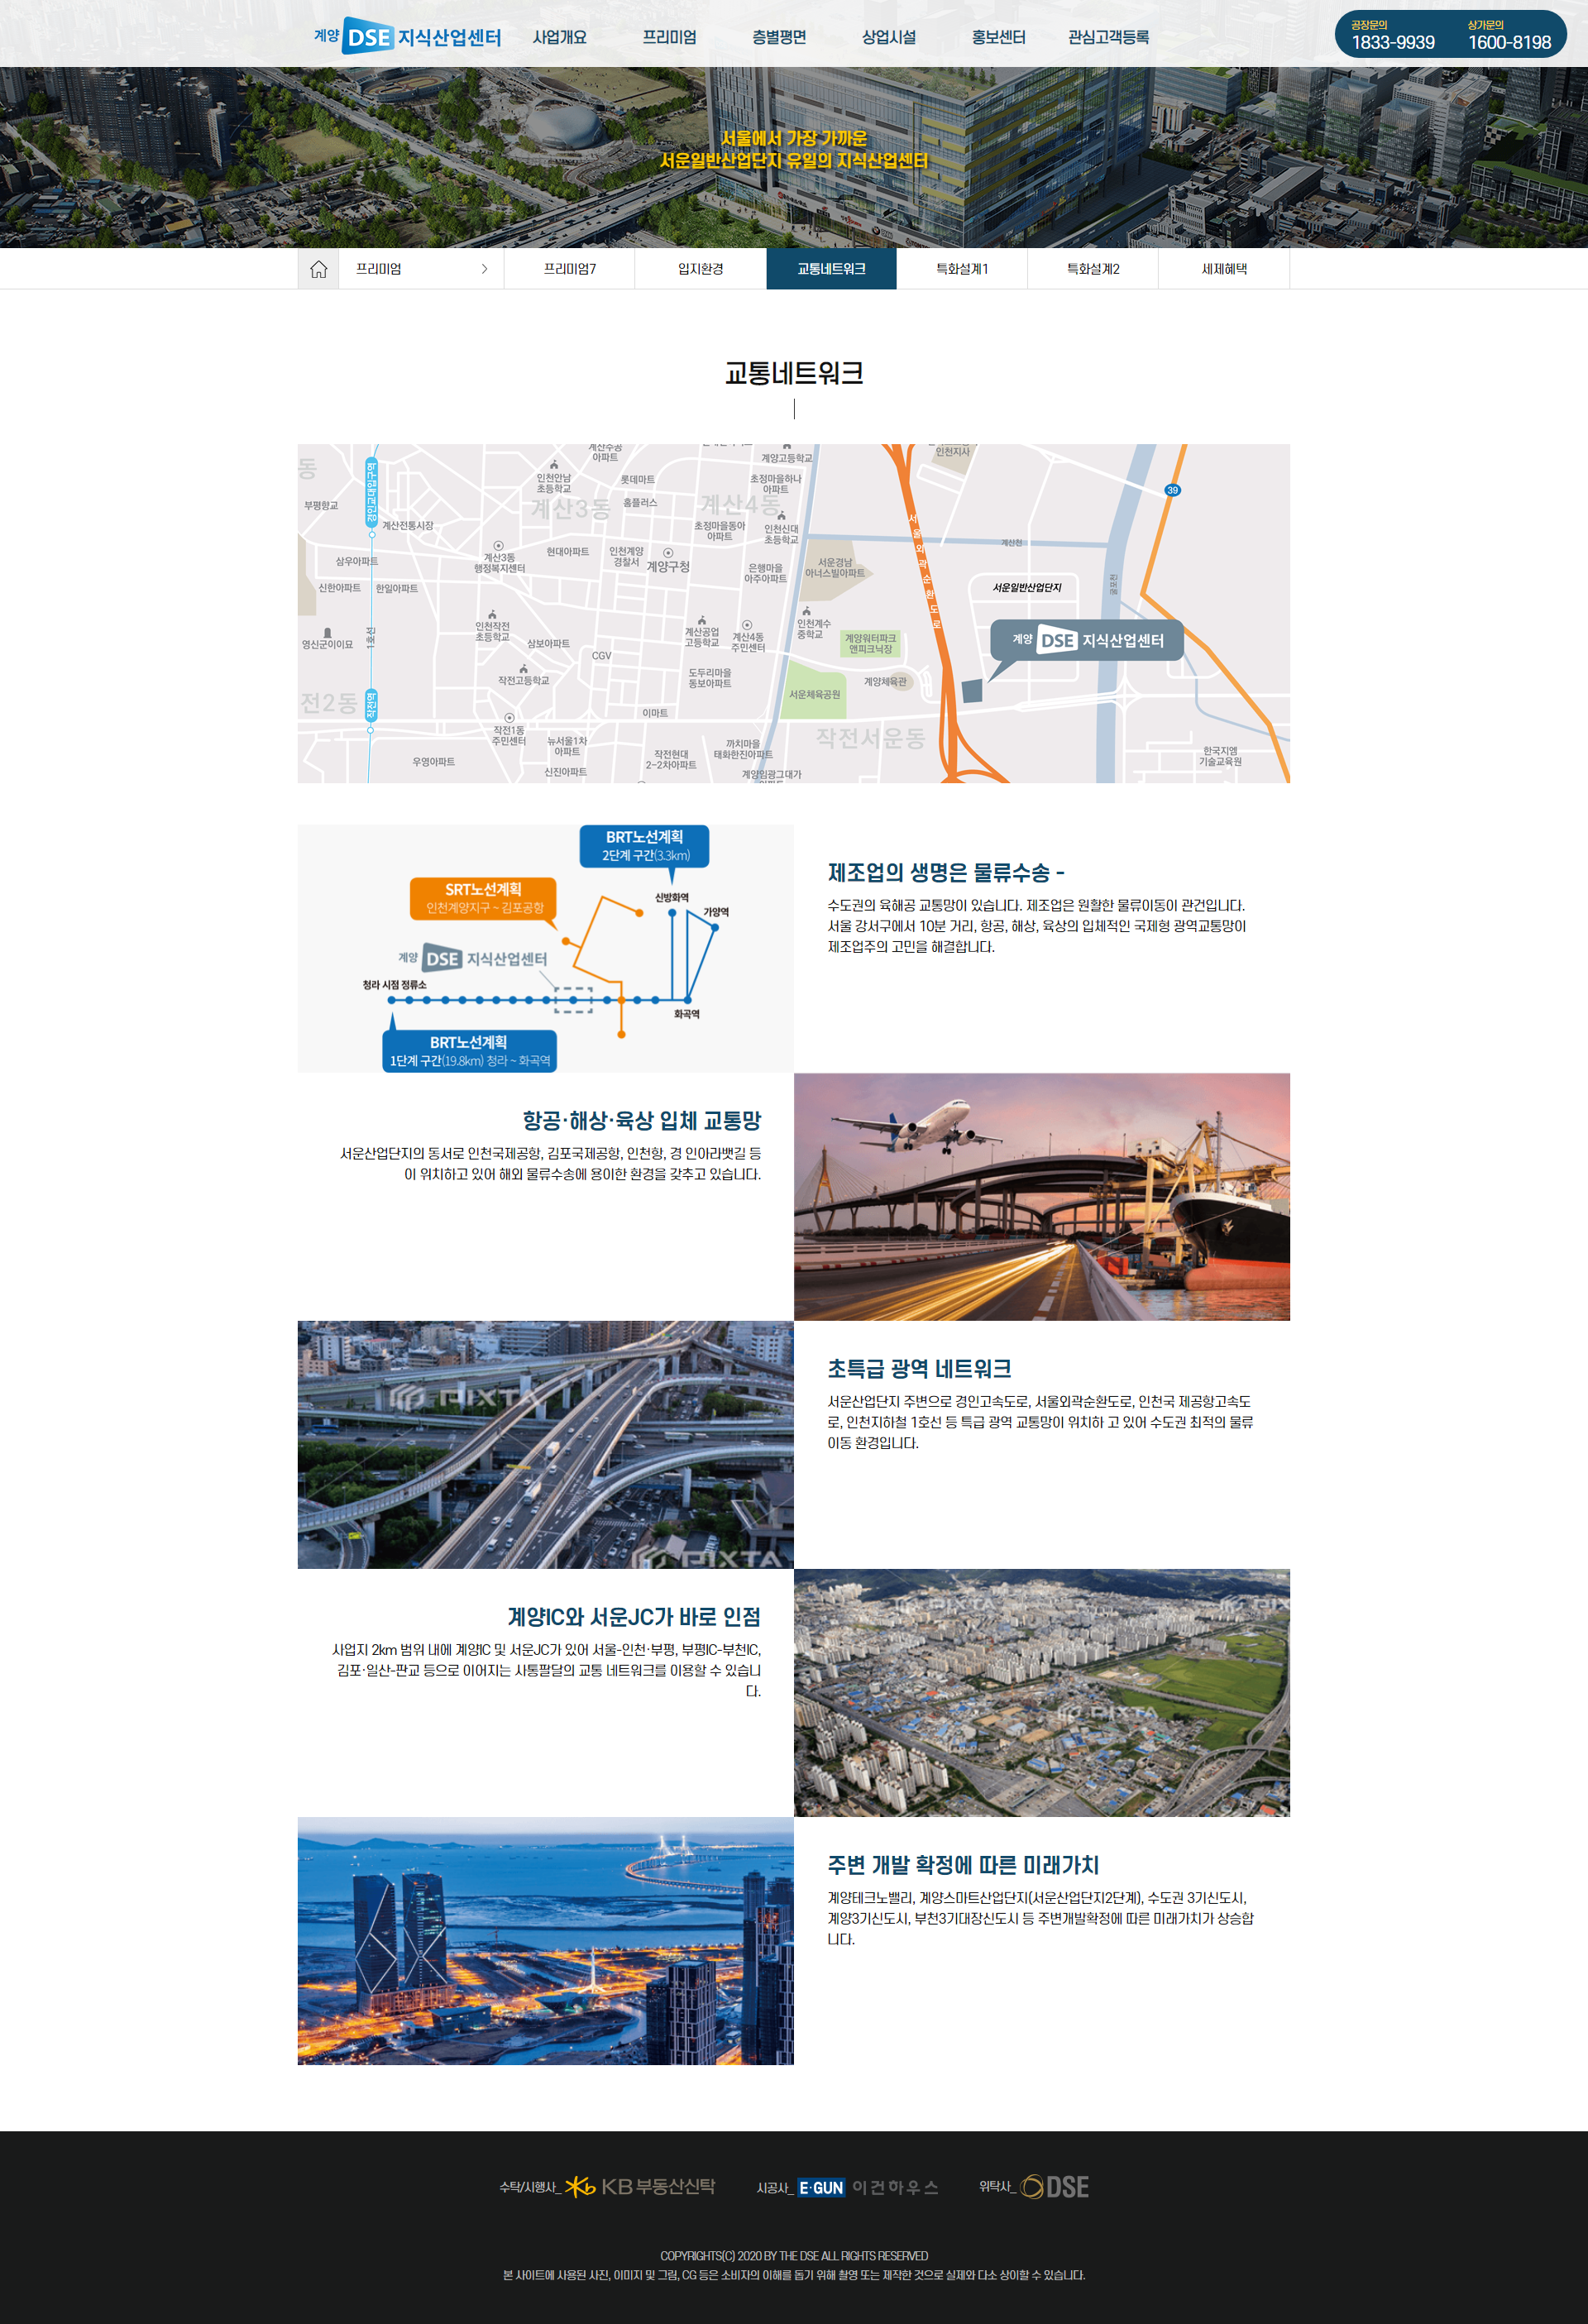 계양 DSE 지식산업센터
사업개요
프리미엄
층별평면
상업시설
홍보센터
관심고객등록
공장문의
1833-9939
상가문의
1600-8198
서울에서 가장 가까운
서운일반산업단지 유일의 지식산업센터
프리미엄
프리미엄7
입지환경
교통네트워크
특화설계1
특화설계2
세제혜택
교통네트워크
동
부평향교
경인교대입구역
계산전통시장
삼우아파트
신한아파트
한일아파트
영신군이이묘
1호선
전2동
작전역
우영아파트
계산수공
아파트
인천안남
초등학교
롯데마트
계산3동
홈플러스
계산3동
행정복지센터
현대아파트
인천계양
경찰서
계양구청
인천작전
초등학교
삼보아파트
CGV
작전고등학교
이마트
작전1동
주민센터
뉴서울1차
아파트
신진아파트
작전현대
2-2차아파트
계양고등학교
초정마을하나
아파트
계산4동
초정마을동아
아파트
인천신대
초등학교
은행마을
아주아파트
서운경남
아너스빌아파트
계산공업
고등학교
계산4동
주민센터
인천계수
중학교
계양워터파크
앤피크닉장
도두리마을
동보아파트
서운체육공원
계양체육관
까치마을
태화한진아파트
계양임광그대가
작전서운동
인천지사
서울외곽순환도로
39
계산천
굴포천
서운일반산업단지
계양 DSE 지식산업센터
한국지엠
기술교육원
BRT노선계획
2단계 구간(3.3km)
SRT노선계획
인천계양지구 ~ 김포공항
신방화역
가양역
계양 DSE 지식산업센터
청라 시점 정류소
화곡역
BRT노선계획
1단계 구간(19.8km) 청라 ~ 화곡역
제조업의 생명은 물류수송 -
수도권의 육해공 교통망이 있습니다. 제조업은 원활한 물류이동이 관건입니다.
서울 강서구에서 10분 거리, 항공, 해상, 육상의 입체적인 국제형 광역교통망이
제조업주의 고민을 해결합니다.
항공·해상·육상 입체 교통망
서운산업단지의 동서로 인천국제공항, 김포국제공항, 인천항, 경 인아라뱃길 등
이 위치하고 있어 해외 물류수송에 용이한 환경을 갖추고 있습니다.
PIXTA
PIXTA
초특급 광역 네트워크
서운산업단지 주변으로 경인고속도로, 서울외곽순환도로, 인천국 제공항고속도
로, 인천지하철 1호선 등 특급 광역 교통망이 위치하 고 있어 수도권 최적의 물류
이동 환경입니다.
계양IC와 서운JC가 바로 인점
사업지 2km 범위 내에 계양IC 및 서운JC가 있어 서울-인천·부평, 부평IC-부천IC,
김포·일산-판교 등으로 이어지는 사통팔달의 교통 네트워크를 이용할 수 있습니
다.
PIXTA
PIXTA
주변 개발 확정에 따른 미래가치
계양테크노밸리, 계양스마트산업단지(서운산업단지2단계), 수도권 3기신도시,
계양3기신도시, 부천3기대장신도시 등 주변개발확정에 따른 미래가치가 상승합
니다.
수탁/시행사_ KB 부동산신탁
시공사_ E·GUN 이건하우스
위탁사_ DSE
COPYRIGHTS(C) 2020 BY THE DSE ALL RIGHTS RESERVED
본 사이트에 사용된 사진, 이미지 및 그림, CG 등은 소비자의 이해를 돕기 위해 촬영 또는 제작한 것으로 실제와 다소 상이할 수 있습니다.